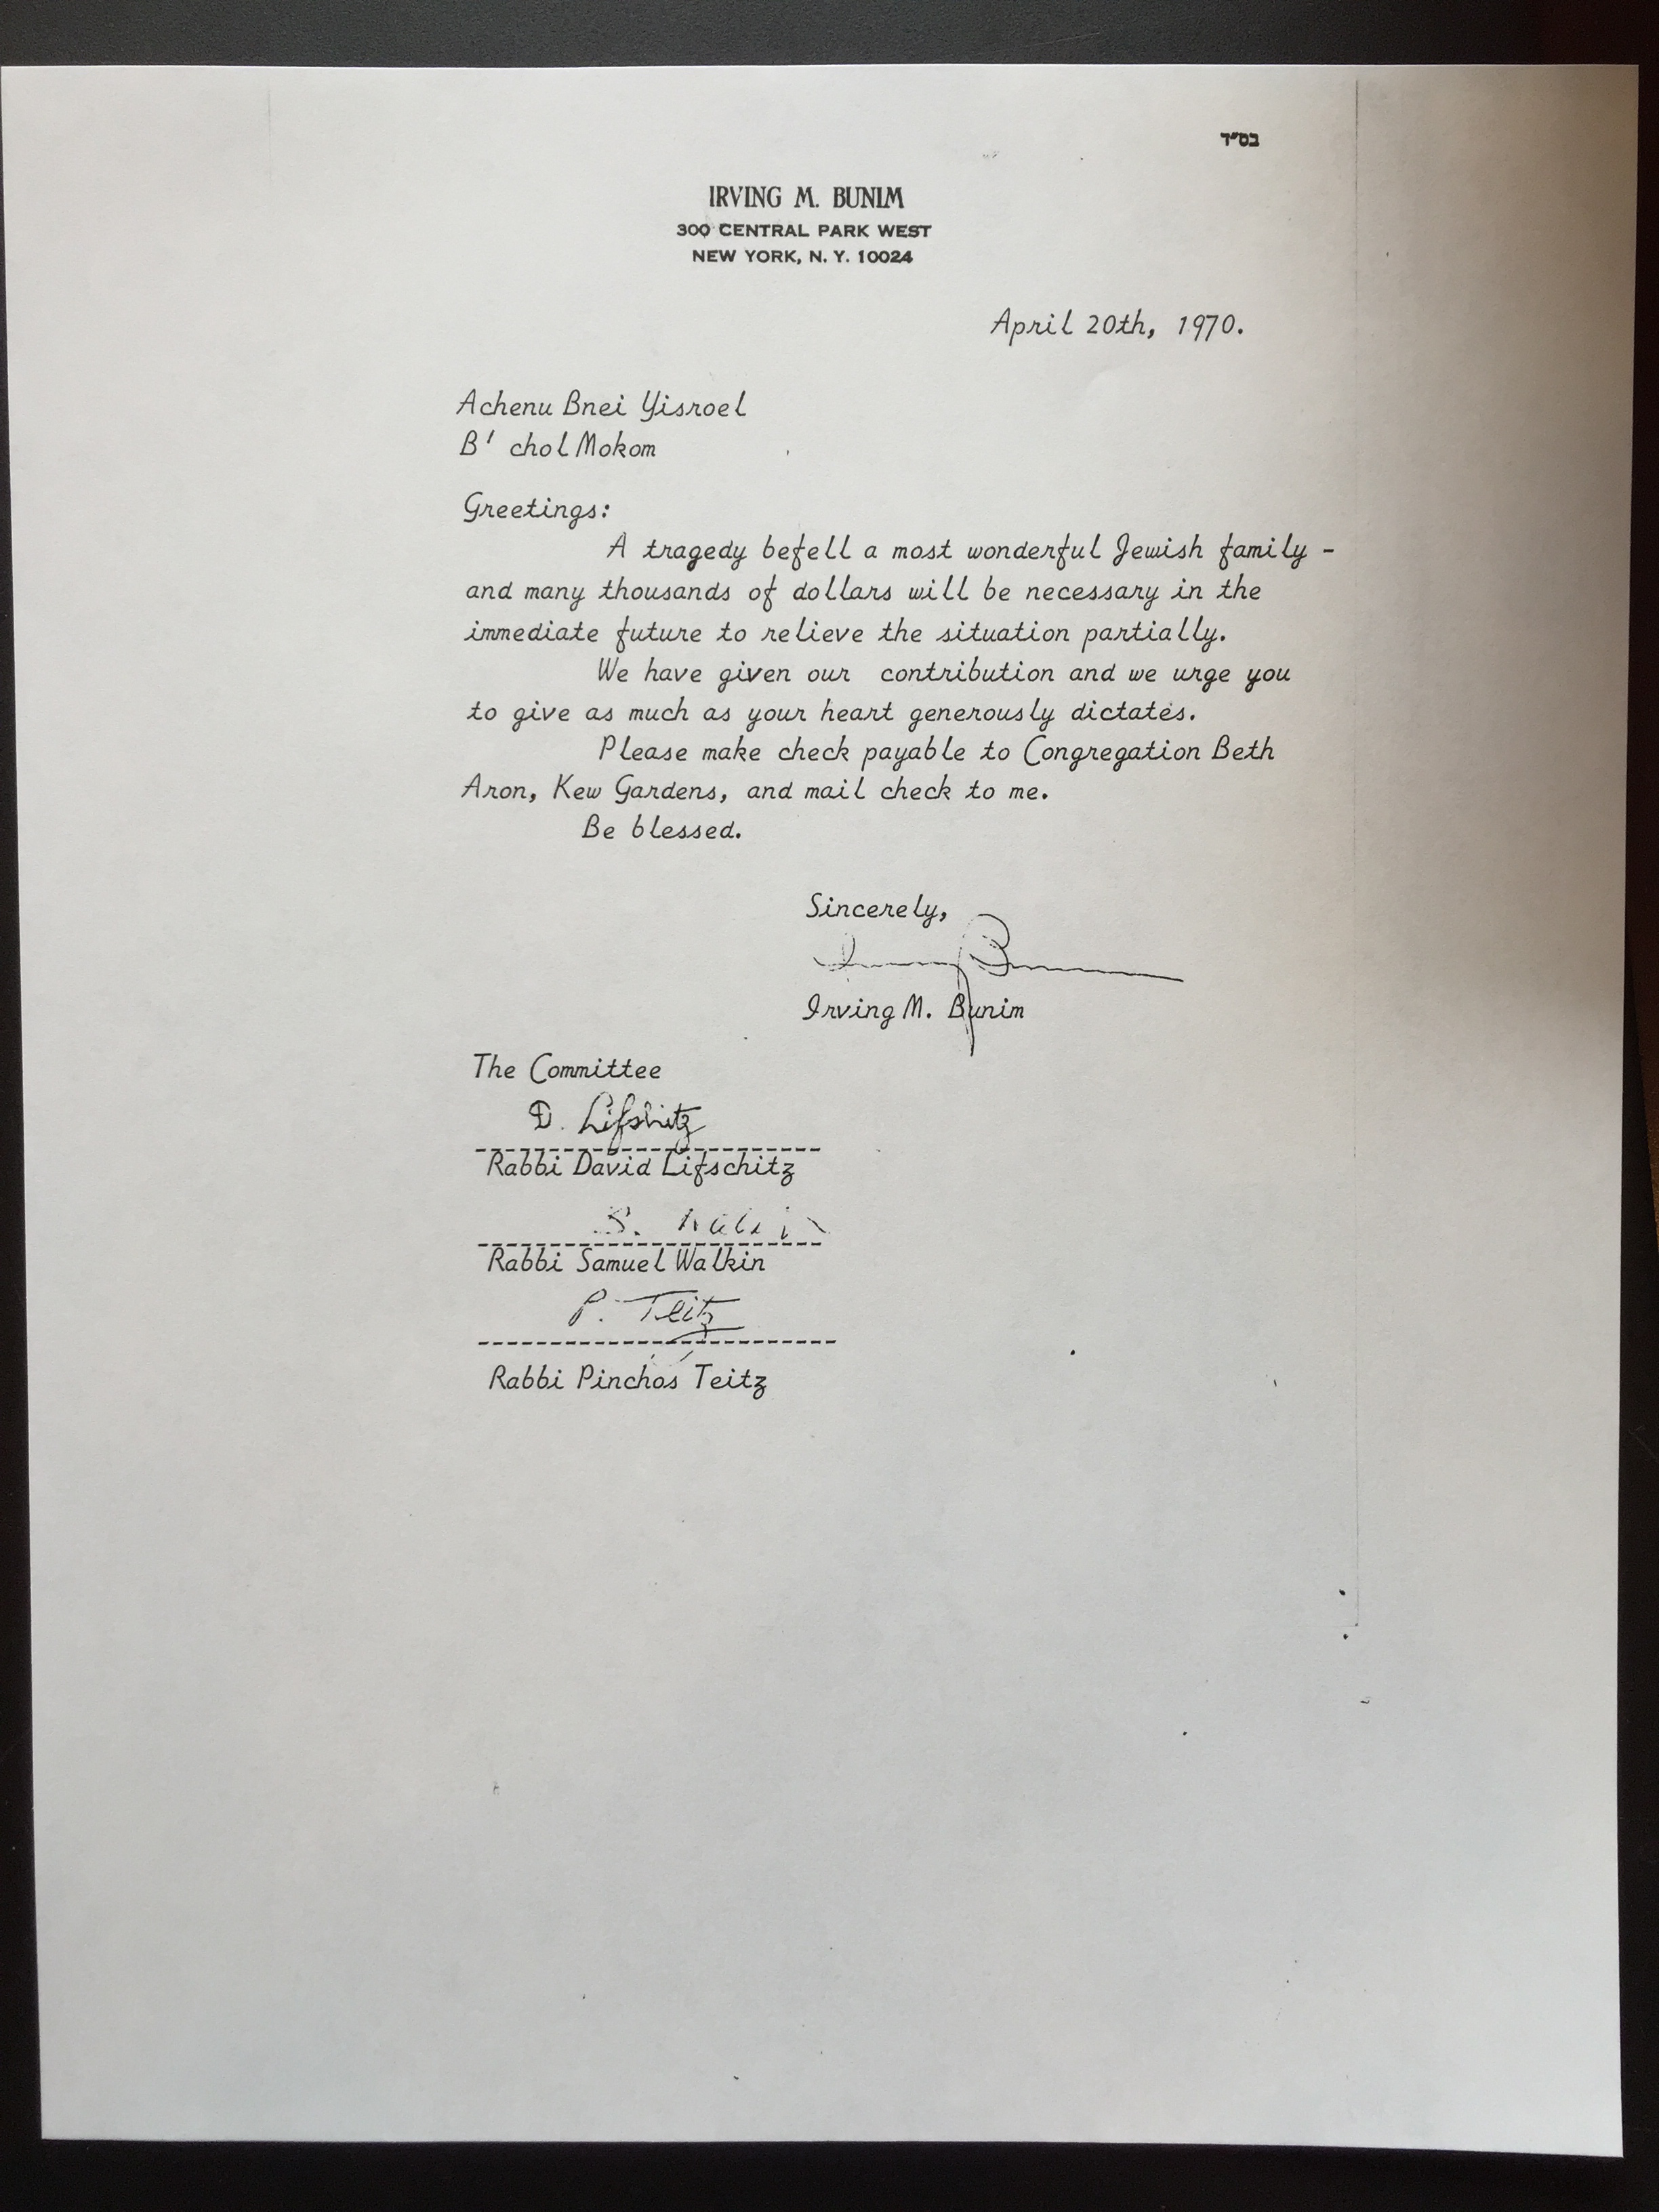 בס"ד
IRVING M. BUNIM
300 CENTRAL PARK WEST
NEW YORK, N. Y. 10024
April 20th, 1970.
Achenu Bnei Yisroel
B' chol Mokom
Greetings:
A tragedy befell a most wonderful Jewish family -
and many thousands of dollars will be necessary in the
immediate future to relieve the situation partially.
We have given our contribution and we urge you
to give as much as your heart generously dictates.
Please make check payable to Congregation Beth
Aron, Kew Gardens, and mail check to me.
Be blessed.
Sincerely,
Irving Bunim
Irving M. Bunim
The Committee
D. Lifshitz
Rabbi David Lifschitz
S.
Rabbi Samuel Walkin
P. Teitz
Rabbi Pinchos Teitz